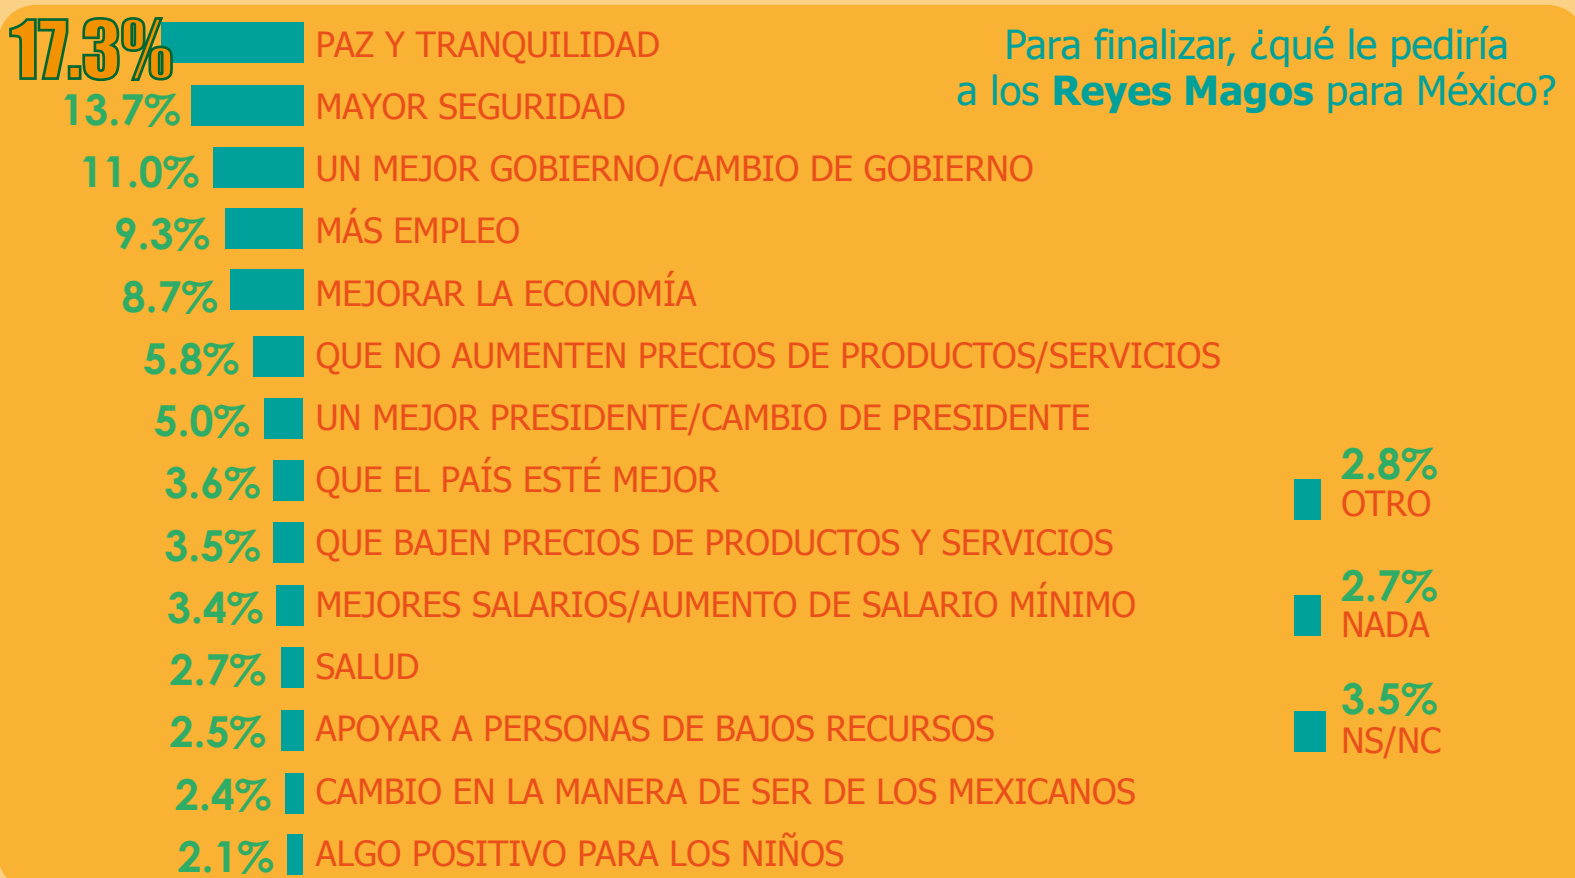 Para finalizar, ¿qué le pediría
a los Reyes Magos para México?
17.3% PAZ Y TRANQUILIDAD
13.7% MAYOR SEGURIDAD
11.0% UN MEJOR GOBIERNO/CAMBIO DE GOBIERNO
9.3% MÁS EMPLEO
8.7% MEJORAR LA ECONOMÍA
5.8% QUE NO AUMENTEN PRECIOS DE PRODUCTOS/SERVICIOS
5.0% UN MEJOR PRESIDENTE/CAMBIO DE PRESIDENTE
3.6% QUE EL PAÍS ESTÉ MEJOR
3.5% QUE BAJEN PRECIOS DE PRODUCTOS Y SERVICIOS
3.4% MEJORES SALARIOS/AUMENTO DE SALARIO MÍNIMO
2.7% SALUD
2.5% APOYAR A PERSONAS DE BAJOS RECURSOS
2.4% CAMBIO EN LA MANERA DE SER DE LOS MEXICANOS
2.1% ALGO POSITIVO PARA LOS NIÑOS
2.8%
OTRO
2.7%
NADA
3.5%
NS/NC